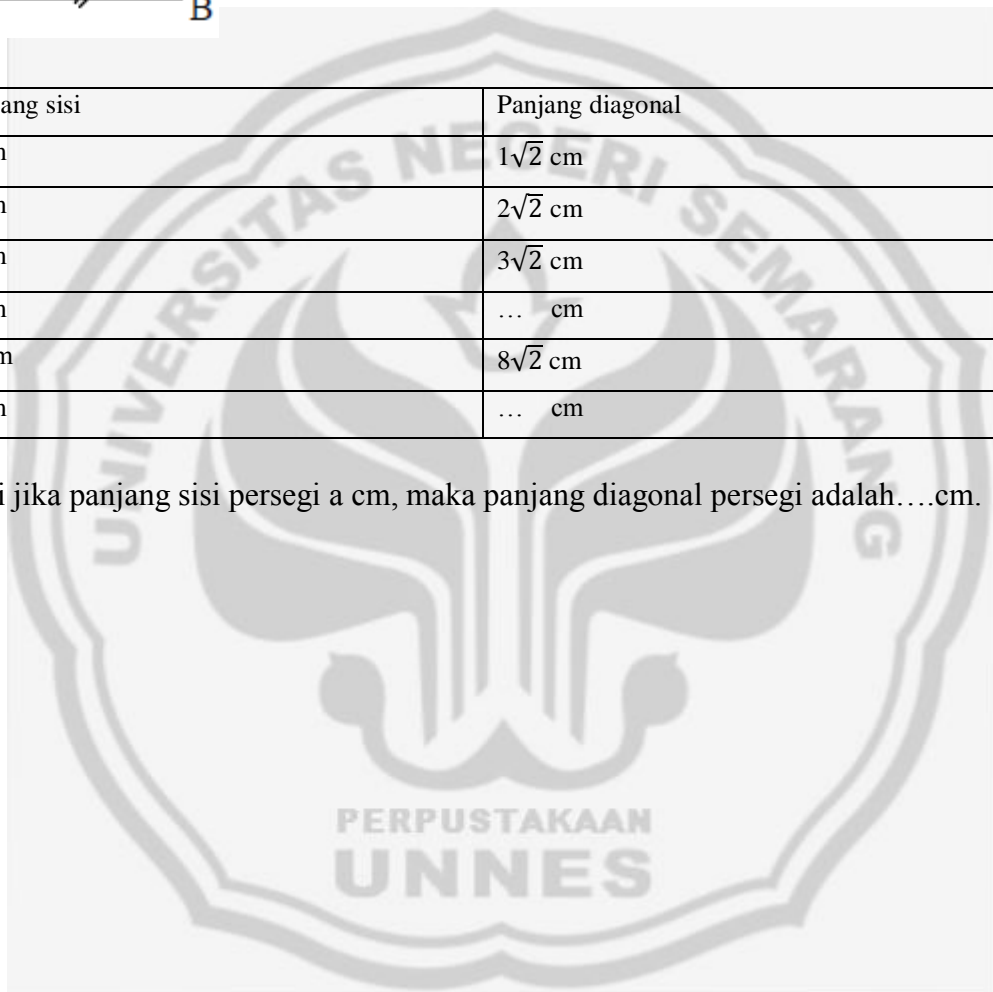 B
ang sisi Panjang diagonal
n 1√2 cm
n 2√2 cm
n 3√2 cm
n … cm
m 8√2 cm
n … cm
i jika panjang sisi persegi a cm, maka panjang diagonal persegi adalah….cm.
UNIVERSITAS NEGERI SEMARANG
PERPUSTAKAAN
UNNES